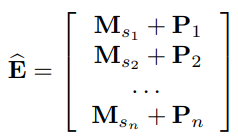 Ê = [ M_{s_1} + P_1
M_{s_2} + P_2
...
M_{s_n} + P_n ]